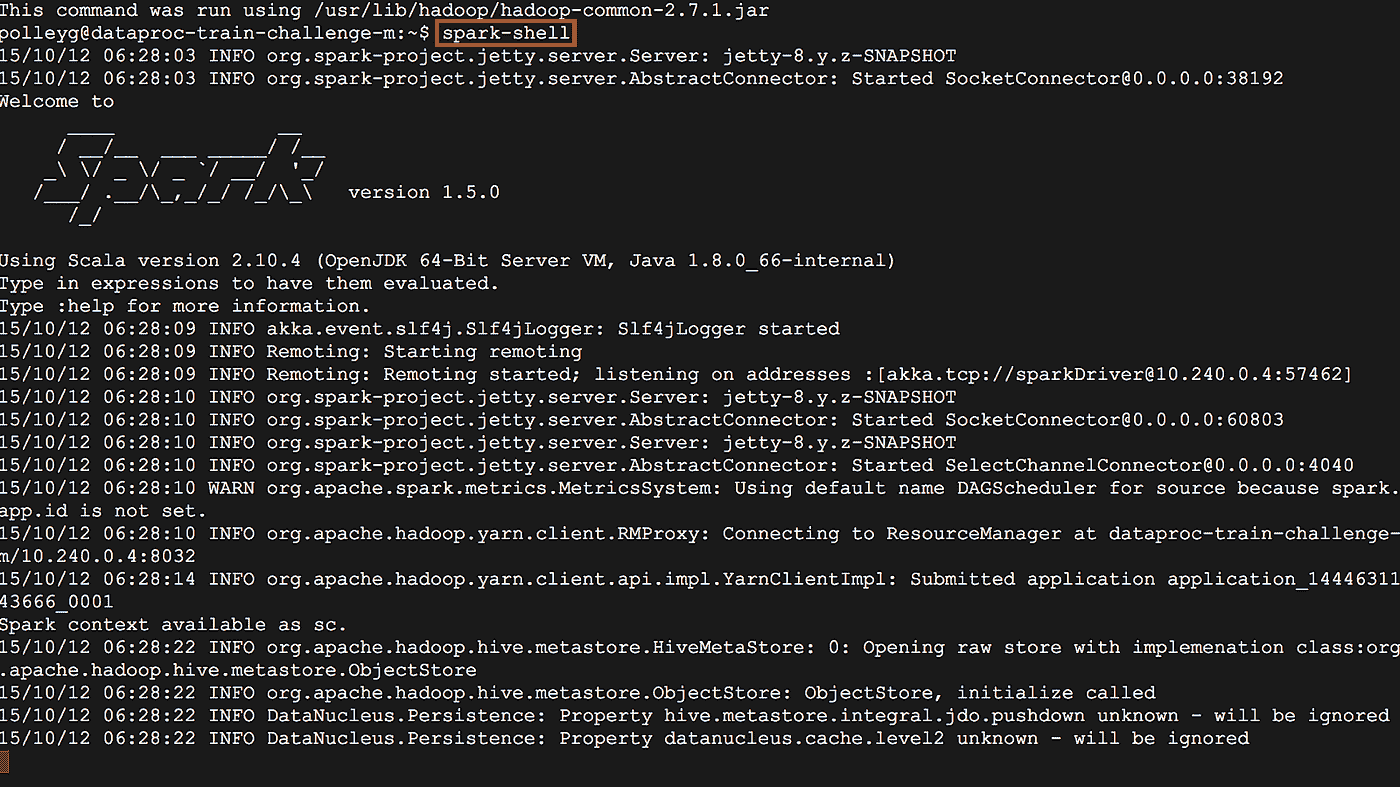 This command was run using /usr/lib/hadoop/hadoop-common-2.7.1.jar
polleyg@dataproc-train-challenge-m:~$ spark-shell
15/10/12 06:28:03 INFO org.spark-project.jetty.server.Server: jetty-8.y.z-SNAPSHOT
15/10/12 06:28:03 INFO org.spark-project.jetty.server.AbstractConnector: Started SocketConnector@0.0.0.0:38192
Welcome to
Spark
version 1.5.0
Using Scala version 2.10.4 (OpenJDK 64-Bit Server VM, Java 1.8.0_66-internal)
Type in expressions to have them evaluated.
Type :help for more information.
15/10/12 06:28:09 INFO akka.event.slf4j.Slf4jLogger: Slf4jLogger started
15/10/12 06:28:09 INFO Remoting: Starting remoting
15/10/12 06:28:09 INFO Remoting: Remoting started; listening on addresses :[akka.tcp://sparkDriver@10.240.0.4:57462]
15/10/12 06:28:10 INFO org.spark-project.jetty.server.Server: jetty-8.y.z-SNAPSHOT
15/10/12 06:28:10 INFO org.spark-project.jetty.server.AbstractConnector: Started SocketConnector@0.0.0.0:60803
15/10/12 06:28:10 INFO org.spark-project.jetty.server.Server: jetty-8.y.z-SNAPSHOT
15/10/12 06:28:10 INFO org.spark-project.jetty.server.AbstractConnector: Started SelectChannelConnector@0.0.0.0:4040
15/10/12 06:28:10 WARN org.apache.spark.metrics.MetricsSystem: Using default name DAGScheduler for source because spark.
app.id is not set.
15/10/12 06:28:10 INFO org.apache.hadoop.yarn.client.RMProxy: Connecting to ResourceManager at dataproc-train-challenge-
m/10.240.0.4:8032
15/10/12 06:28:14 INFO org.apache.hadoop.yarn.client.api.impl.YarnClientImpl: Submitted application application_14446311
43666_0001
Spark context available as sc.
15/10/12 06:28:22 INFO org.apache.hadoop.hive.metastore.HiveMetaStore: 0: Opening raw store with implemenation class:org
.apache.hadoop.hive.metastore.ObjectStore
15/10/12 06:28:22 INFO org.apache.hadoop.hive.metastore.ObjectStore: ObjectStore, initialize called
15/10/12 06:28:22 INFO DataNucleus.Persistence: Property hive.metastore.integral.jdo.pushdown unknown - will be ignored
15/10/12 06:28:22 INFO DataNucleus.Persistence: Property datanucleus.cache.level2 unknown - will be ignored